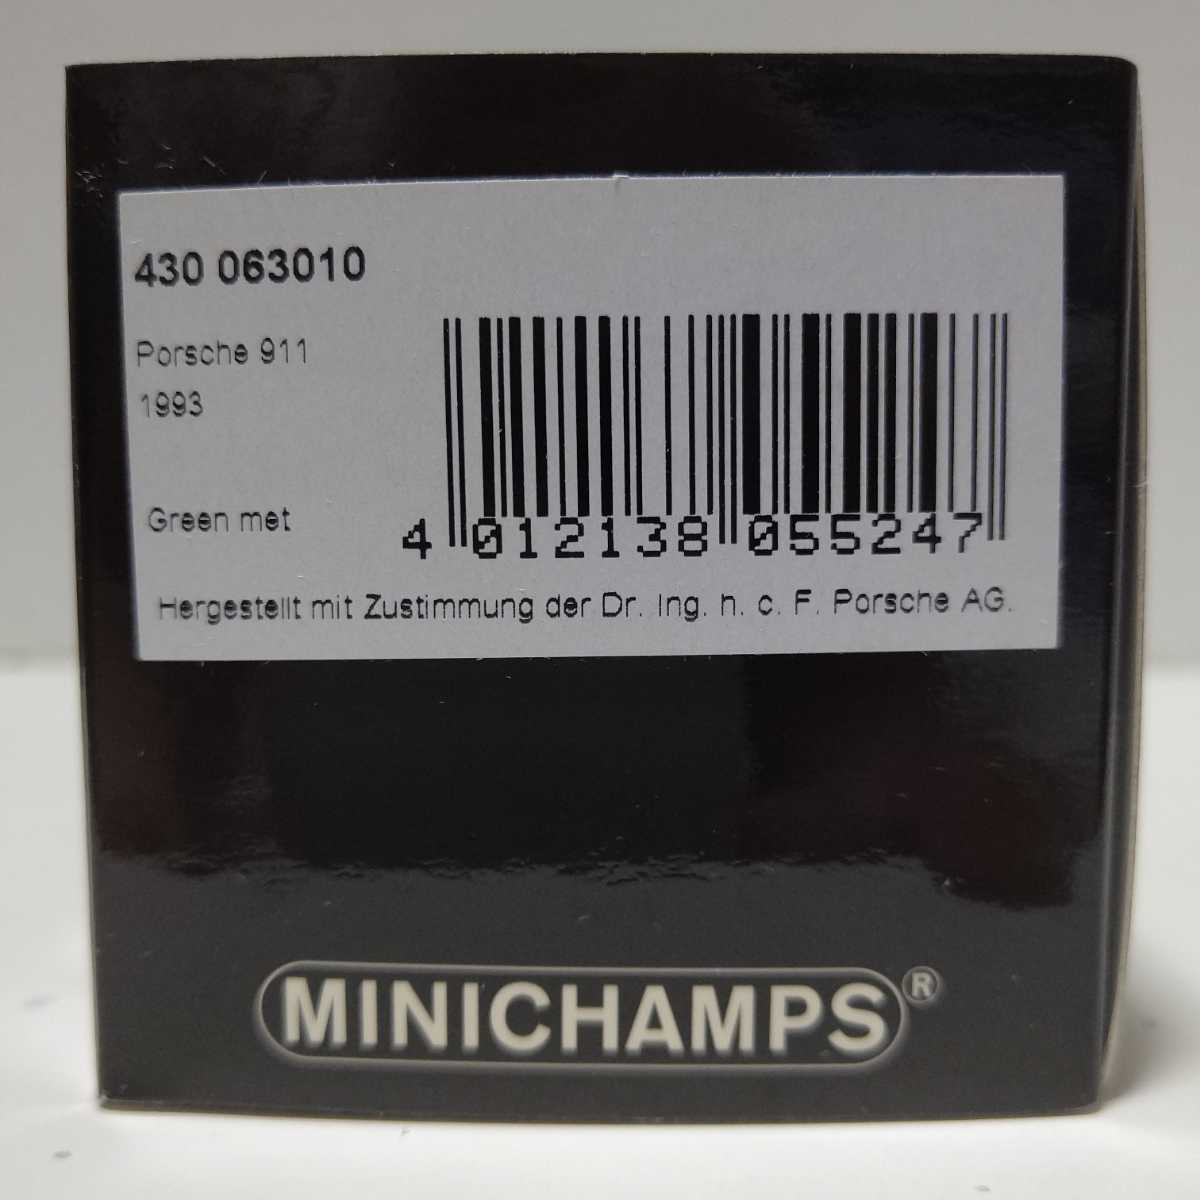 430 063010
Porsche 911
1993
Green met
4 012138 055247
Hergestellt mit Zustimmung der Dr. Ing. h. c. F. Porsche AG.
MINICHAMPS®